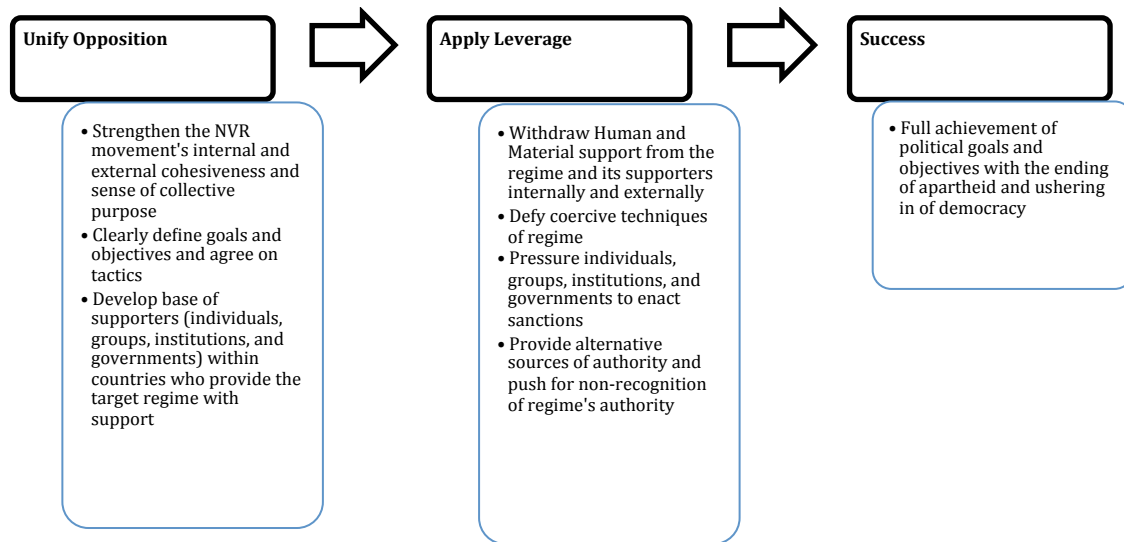 Unify Opposition
• Strengthen the NVR
movement's internal and
external cohesiveness and
sense of collective
purpose
• Clearly define goals and
objectives and agree on
tactics
• Develop base of
supporters (individuals,
groups, institutions, and
governments) within
countries who provide the
target regime with
support
Apply Leverage
• Withdraw Human and
Material support from the
regime and its supporters
internally and externally
• Defy coercive techniques
of regime
• Pressure individuals,
groups, institutions, and
governments to enact
sanctions
• Provide alternative
sources of authority and
push for non-recognition
of regime's authority
Success
• Full achievement of
political goals and
objectives with the ending
of apartheid and ushering
in of democracy